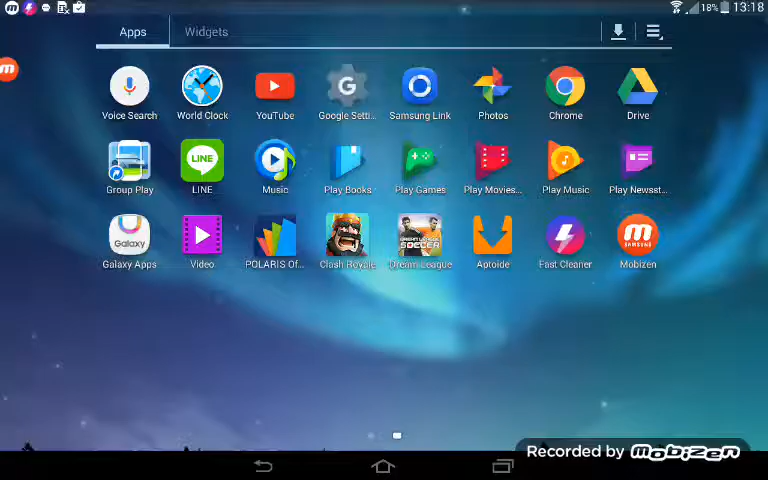 18% 13:18
Apps Widgets
Voice Search World Clock YouTube Google Setti... Samsung Link Photos Chrome Drive
Group Play LINE Music Play Books Play Games Play Movies... Play Music Play Newsst...
Galaxy Apps Video POLARIS Of... Clash Royale Dream League Aptoide Fast Cleaner Mobizen
Recorded by MOBIZEN